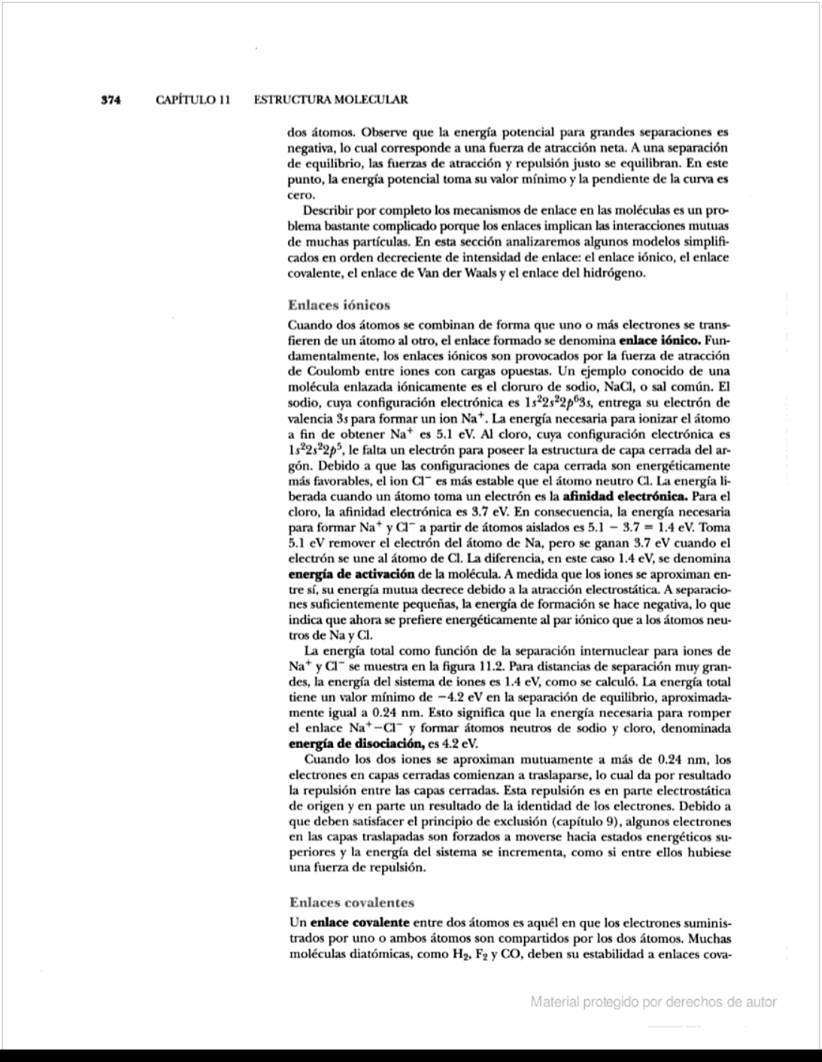 374 CAPÍTULO 11 ESTRUCTURA MOLECULAR
dos átomos. Observe que la energía potencial para grandes separaciones es
negativa, lo cual corresponde a una fuerza de atracción neta. A una separación
de equilibrio, las fuerzas de atracción y repulsión justo se equilibran. En este
punto, la energía potencial toma su valor mínimo y la pendiente de la curva es
cero.
Describir por completo los mecanismos de enlace en las moléculas es un pro-
blema bastante complicado porque los enlaces implican las interacciones mutuas
de muchas partículas. En esta sección analizaremos algunos modelos simplifi-
cados en orden decreciente de intensidad de enlace: el enlace iónico, el enlace
covalente, el enlace de Van der Waals y el enlace del hidrógeno.
Enlaces iónicos
Cuando dos átomos se combinan de forma que uno o más electrones se trans-
fieren de un átomo al otro, el enlace formado se denomina enlace iónico. Fun-
damentalmente, los enlaces iónicos son provocados por la fuerza de atracción
de Coulomb entre iones con cargas opuestas. Un ejemplo conocido de una
molécula enlazada iónicamente es el cloruro de sodio, NaCl, o sal común. El
sodio, cuya configuración electrónica es 1s²2s²2p⁶3s, entrega su electrón de
valencia 3s para formar un ion Na⁺. La energía necesaria para ionizar el átomo
a fin de obtener Na⁺ es 5.1 eV. Al cloro, cuya configuración electrónica es
1s²2s²2p⁵, le falta un electrón para poseer la estructura de capa cerrada del ar-
gón. Debido a que las configuraciones de capa cerrada son energéticamente
más favorables, el ion Cl⁻ es más estable que el átomo neutro Cl. La energía li-
berada cuando un átomo toma un electrón es la afinidad electrónica. Para el
cloro, la afinidad electrónica es 3.7 eV. En consecuencia, la energía necesaria
para formar Na⁺ y Cl⁻ a partir de átomos aislados es 5.1 − 3.7 = 1.4 eV. Toma
5.1 eV remover el electrón del átomo de Na, pero se ganan 3.7 eV cuando el
electrón se une al átomo de Cl. La diferencia, en este caso 1.4 eV, se denomina
energía de activación de la molécula. A medida que los iones se aproximan en-
tre sí, su energía mutua decrece debido a la atracción electrostática. A separacio-
nes suficientemente pequeñas, la energía de formación se hace negativa, lo que
indica que ahora se prefiere energéticamente al par iónico que a los átomos neu-
tros de Na y Cl.
La energía total como función de la separación internuclear para iones de
Na⁺ y Cl⁻ se muestra en la figura 11.2. Para distancias de separación muy gran-
des, la energía del sistema de iones es 1.4 eV, como se calculó. La energía total
tiene un valor mínimo de −4.2 eV en la separación de equilibrio, aproximada-
mente igual a 0.24 nm. Esto significa que la energía necesaria para romper
el enlace Na⁺−Cl⁻ y formar átomos neutros de sodio y cloro, denominada
energía de disociación, es 4.2 eV.
Cuando los dos iones se aproximan mutuamente a más de 0.24 nm, los
electrones en capas cerradas comienzan a traslaparse, lo cual da por resultado
la repulsión entre las capas cerradas. Esta repulsión es en parte electrostática
de origen y en parte un resultado de la identidad de los electrones. Debido a
que deben satisfacer el principio de exclusión (capítulo 9), algunos electrones
en las capas traslapadas son forzados a moverse hacia estados energéticos su-
periores y la energía del sistema se incrementa, como si entre ellos hubiese
una fuerza de repulsión.
Enlaces covalentes
Un enlace covalente entre dos átomos es aquél en que los electrones suminis-
trados por uno o ambos átomos son compartidos por los dos átomos. Muchas
moléculas diatómicas, como H₂, F₂ y CO, deben su estabilidad a enlaces cova-
Material protegido por derechos de autor